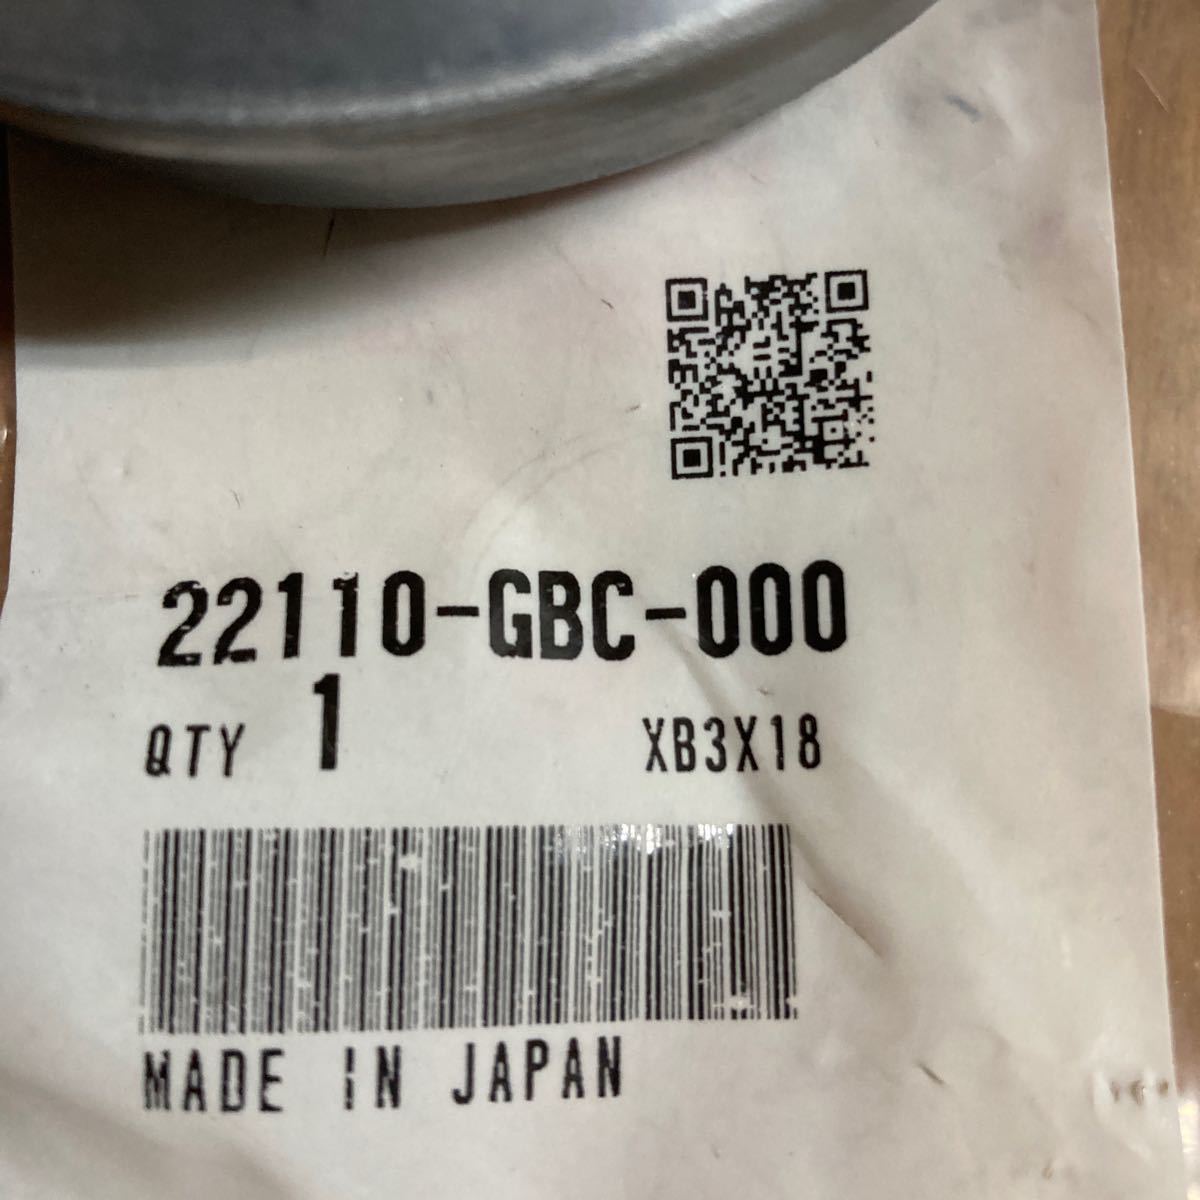 22110-GBC-000
QTY 1 XB3X18
MADE IN JAPAN